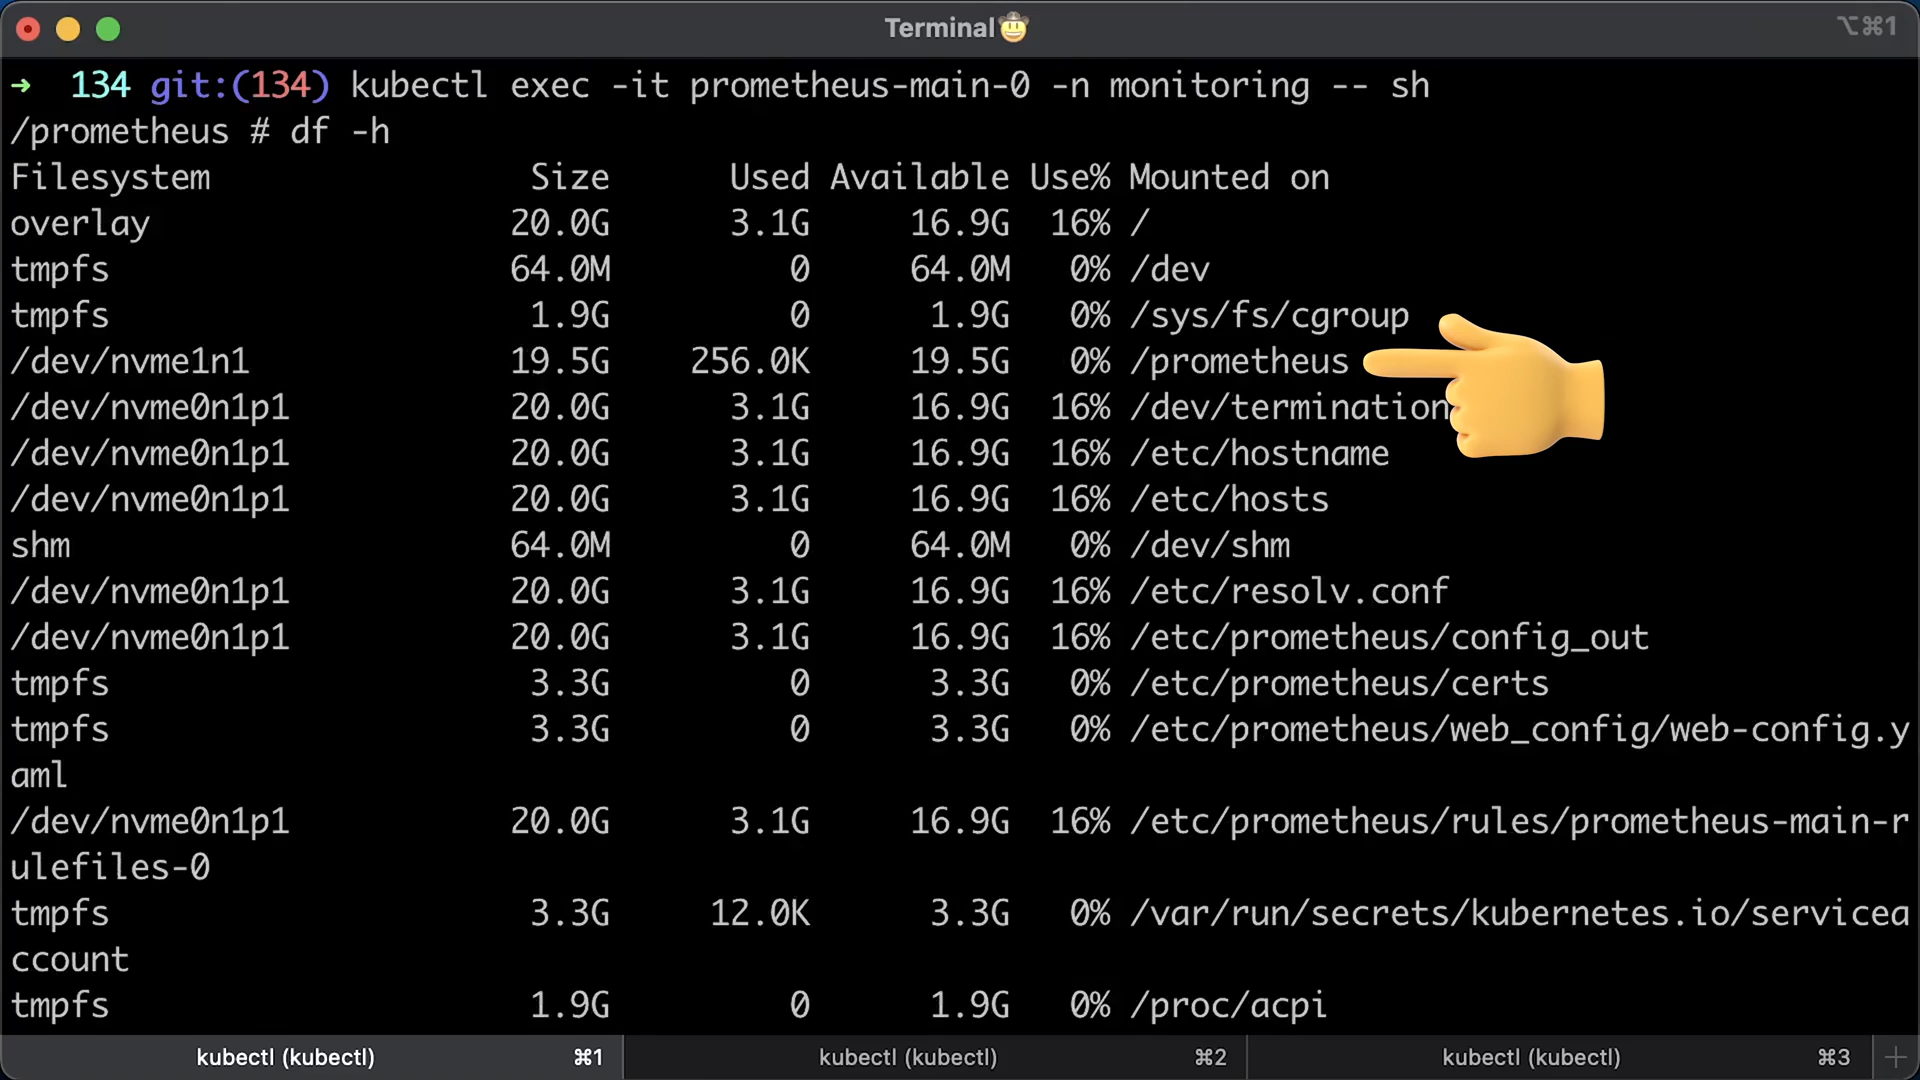 Terminal
⌥⌘1
→ 134 git:(134) kubectl exec -it prometheus-main-0 -n monitoring -- sh
/prometheus # df -h
Filesystem Size Used Available Use% Mounted on
overlay 20.0G 3.1G 16.9G 16% /
tmpfs 64.0M 0 64.0M 0% /dev
tmpfs 1.9G 0 1.9G 0% /sys/fs/cgroup
/dev/nvme1n1 19.5G 256.0K 19.5G 0% /prometheus
/dev/nvme0n1p1 20.0G 3.1G 16.9G 16% /dev/termination
/dev/nvme0n1p1 20.0G 3.1G 16.9G 16% /etc/hostname
/dev/nvme0n1p1 20.0G 3.1G 16.9G 16% /etc/hosts
shm 64.0M 0 64.0M 0% /dev/shm
/dev/nvme0n1p1 20.0G 3.1G 16.9G 16% /etc/resolv.conf
/dev/nvme0n1p1 20.0G 3.1G 16.9G 16% /etc/prometheus/config_out
tmpfs 3.3G 0 3.3G 0% /etc/prometheus/certs
tmpfs 3.3G 0 3.3G 0% /etc/prometheus/web_config/web-config.y
aml
/dev/nvme0n1p1 20.0G 3.1G 16.9G 16% /etc/prometheus/rules/prometheus-main-r
ulefiles-0
tmpfs 3.3G 12.0K 3.3G 0% /var/run/secrets/kubernetes.io/servicea
ccount
tmpfs 1.9G 0 1.9G 0% /proc/acpi
kubectl (kubectl) ⌘1 kubectl (kubectl) ⌘2 kubectl (kubectl) ⌘3 +